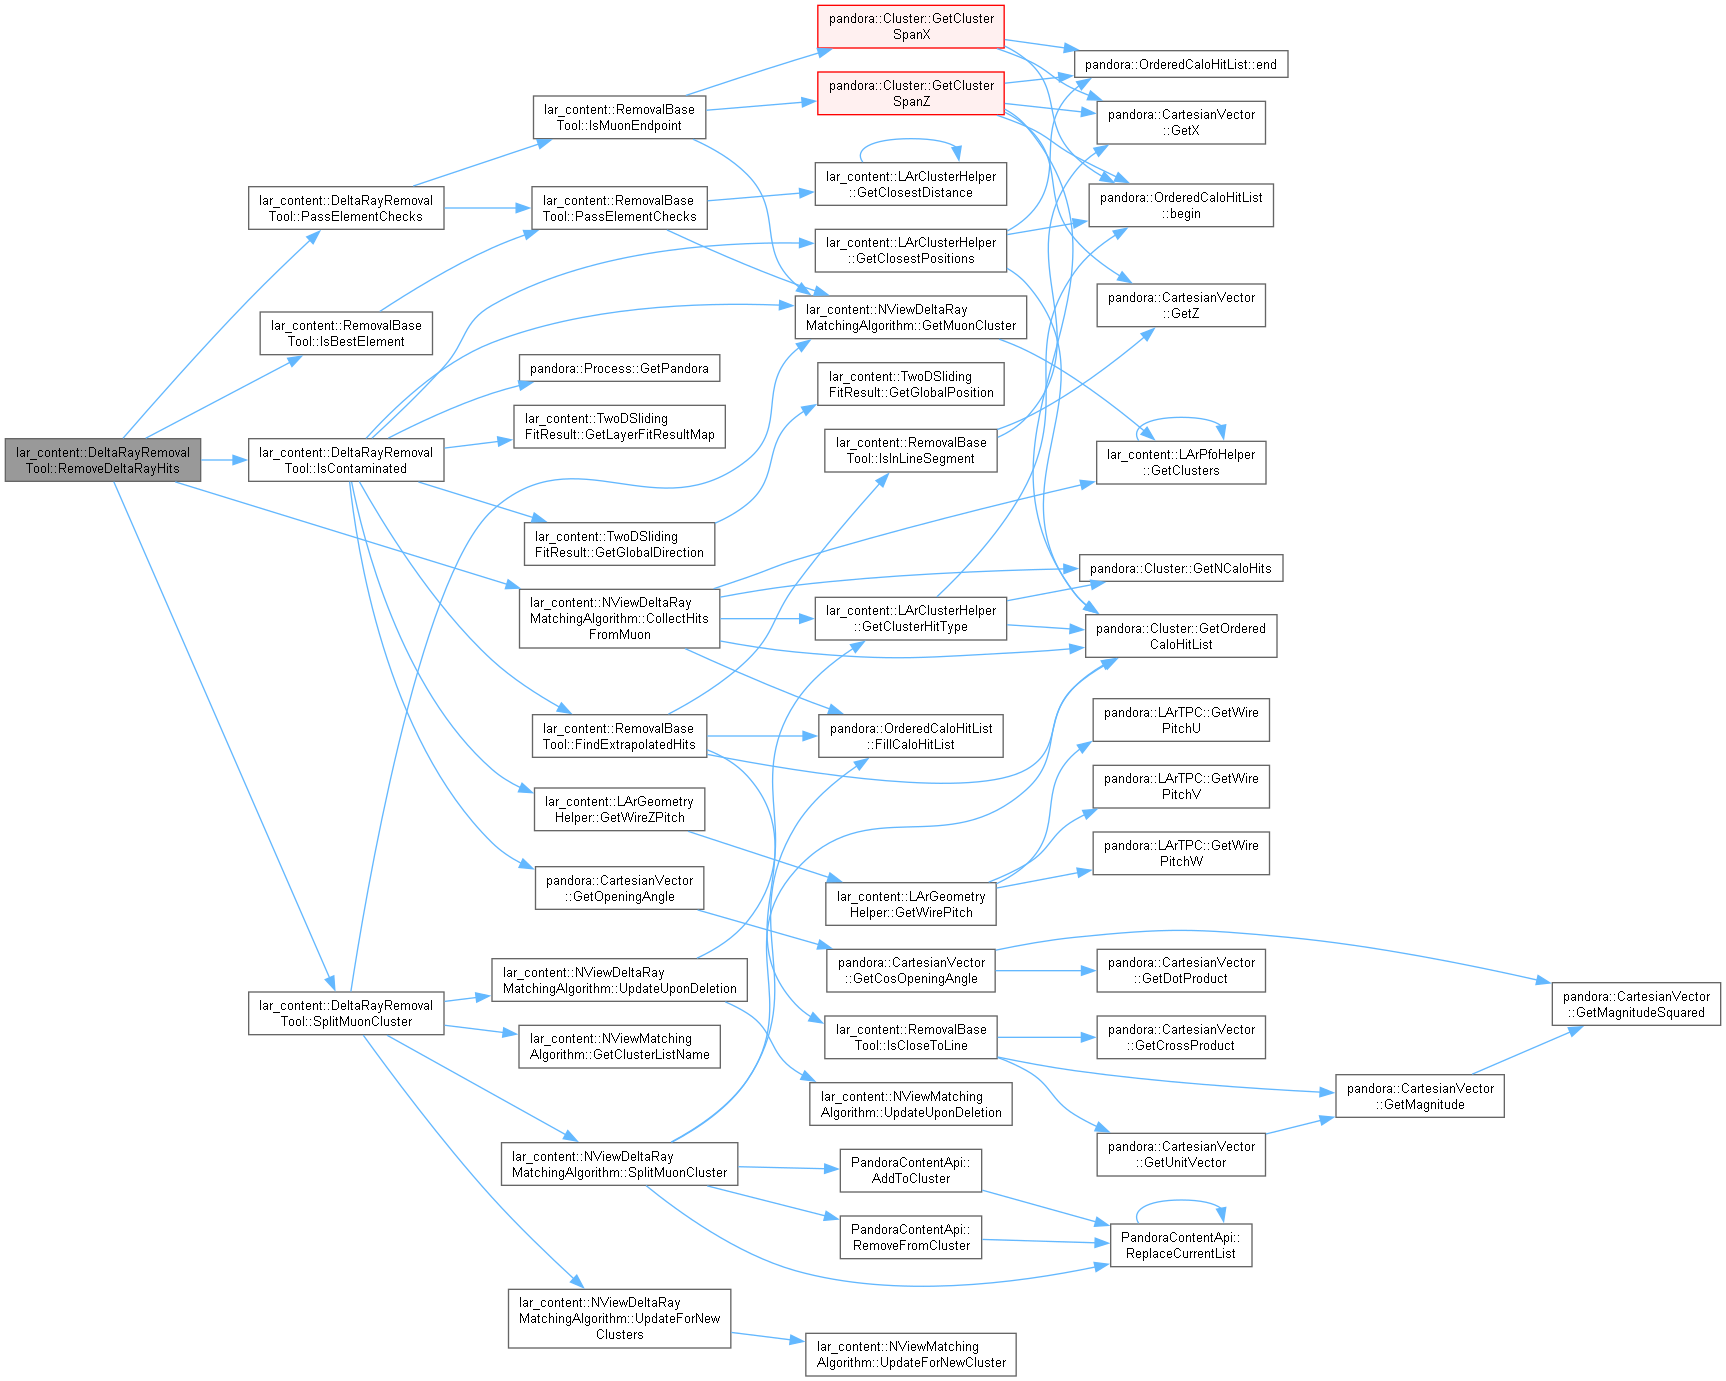 lar_content::DeltaRayRemoval
Tool::RemoveDeltaRayHits
lar_content::DeltaRayRemoval
Tool::PassElementChecks
lar_content::RemovalBase
Tool::IsBestElement
lar_content::DeltaRayRemoval
Tool::IsContaminated
lar_content::DeltaRayRemoval
Tool::SplitMuonCluster
lar_content::RemovalBase
Tool::IsMuonEndpoint
lar_content::RemovalBase
Tool::PassElementChecks
pandora::Process::GetPandora
lar_content::TwoDSliding
FitResult::GetLayerFitResultMap
lar_content::TwoDSliding
FitResult::GetGlobalDirection
lar_content::NViewDeltaRay
MatchingAlgorithm::CollectHits
FromMuon
lar_content::RemovalBase
Tool::FindExtrapolatedHits
lar_content::LArGeometry
Helper::GetWireZPitch
pandora::CartesianVector
::GetOpeningAngle
lar_content::NViewDeltaRay
MatchingAlgorithm::UpdateUponDeletion
lar_content::NViewMatching
Algorithm::GetClusterListName
lar_content::NViewDeltaRay
MatchingAlgorithm::SplitMuonCluster
lar_content::NViewDeltaRay
MatchingAlgorithm::UpdateForNew
Clusters
pandora::Cluster::GetCluster
SpanX
pandora::Cluster::GetCluster
SpanZ
lar_content::LArClusterHelper
::GetClosestDistance
lar_content::LArClusterHelper
::GetClosestPositions
lar_content::NViewDeltaRay
MatchingAlgorithm::GetMuonCluster
lar_content::TwoDSliding
FitResult::GetGlobalPosition
lar_content::RemovalBase
Tool::IsInLineSegment
lar_content::LArClusterHelper
::GetClusterHitType
pandora::OrderedCaloHitList
::FillCaloHitList
lar_content::LArGeometry
Helper::GetWirePitch
pandora::CartesianVector
::GetCosOpeningAngle
lar_content::RemovalBase
Tool::IsCloseToLine
lar_content::NViewMatching
Algorithm::UpdateUponDeletion
PandoraContentApi::
AddToCluster
PandoraContentApi::
RemoveFromCluster
lar_content::NViewMatching
Algorithm::UpdateForNewCluster
pandora::OrderedCaloHitList::end
pandora::CartesianVector
::GetX
pandora::OrderedCaloHitList
::begin
pandora::CartesianVector
::GetZ
lar_content::LArPfoHelper
::GetClusters
pandora::Cluster::GetNCaloHits
pandora::Cluster::GetOrdered
CaloHitList
pandora::LArTPC::GetWire
PitchU
pandora::LArTPC::GetWire
PitchV
pandora::LArTPC::GetWire
PitchW
pandora::CartesianVector
::GetDotProduct
pandora::CartesianVector
::GetCrossProduct
pandora::CartesianVector
::GetUnitVector
PandoraContentApi::
ReplaceCurrentList
pandora::CartesianVector
::GetMagnitude
pandora::CartesianVector
::GetMagnitudeSquared